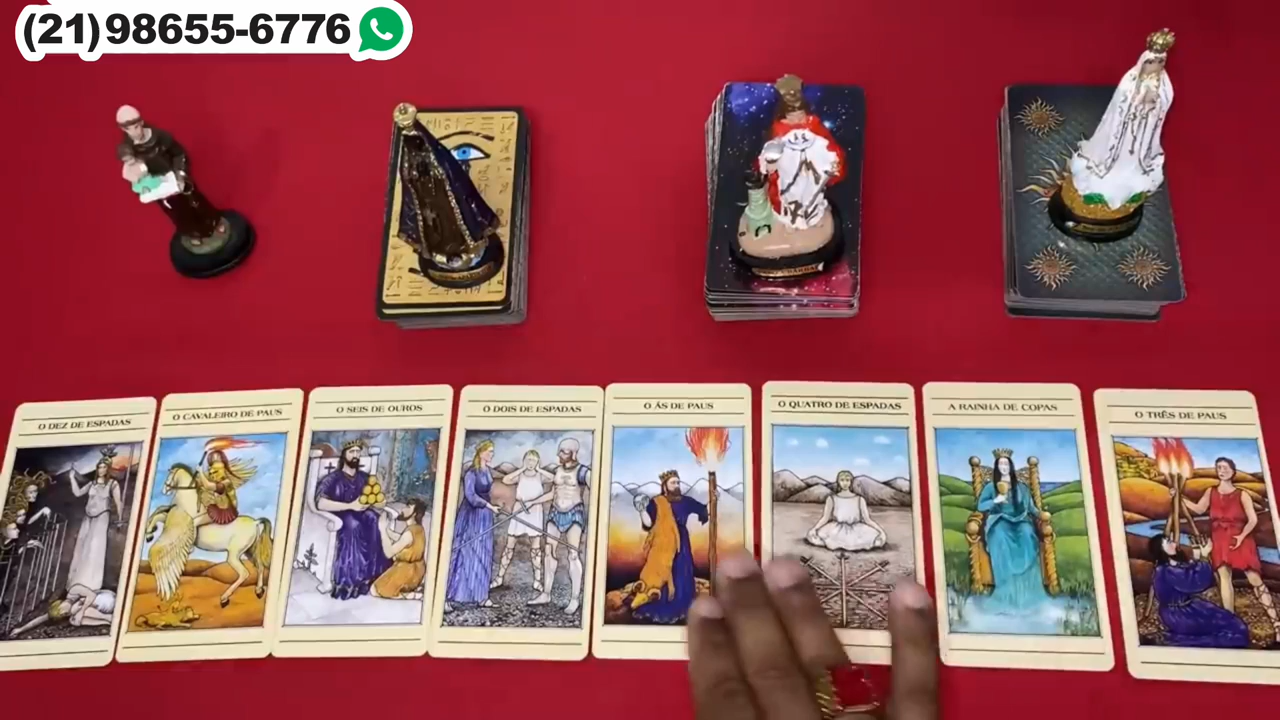 (21)98655-6776
O DEZ DE ESPADAS
O CAVALEIRO DE PAUS
O SEIS DE OUROS
O DOIS DE ESPADAS
O ÁS DE PAUS
O QUATRO DE ESPADAS
A RAINHA DE COPAS
O TRÊS DE PAUS